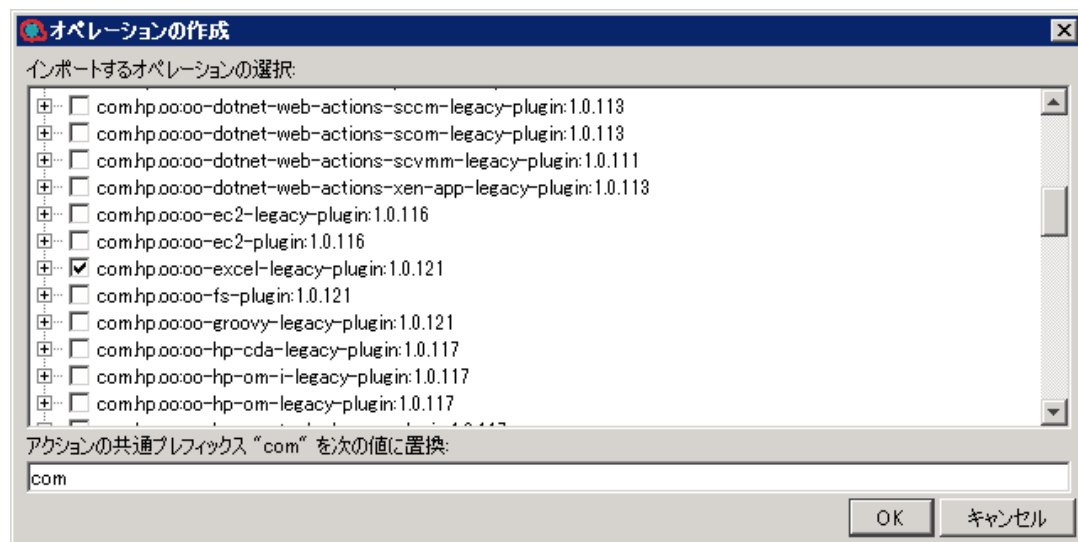 オペレーションの作成
インポートするオペレーションの選択:
com.hp.oo:oo-dotnet-web-actions-sccm-legacy-plugin:1.0.113
com.hp.oo:oo-dotnet-web-actions-scom-legacy-plugin:1.0.113
com.hp.oo:oo-dotnet-web-actions-scvmm-legacy-plugin:1.0.111
com.hp.oo:oo-dotnet-web-actions-xen-app-legacy-plugin:1.0.113
com.hp.oo:oo-ec2-legacy-plugin:1.0.116
com.hp.oo:oo-ec2-plugin:1.0.116
com.hp.oo:oo-excel-legacy-plugin:1.0.121
com.hp.oo:oo-fs-plugin:1.0.121
com.hp.oo:oo-groovy-legacy-plugin:1.0.121
com.hp.oo:oo-hp-cda-legacy-plugin:1.0.117
com.hp.oo:oo-hp-om-i-legacy-plugin:1.0.117
com.hp.oo:oo-hp-om-legacy-plugin:1.0.117
アクションの共通プレフィックス "com" を次の値に置換:
com
OK キャンセル